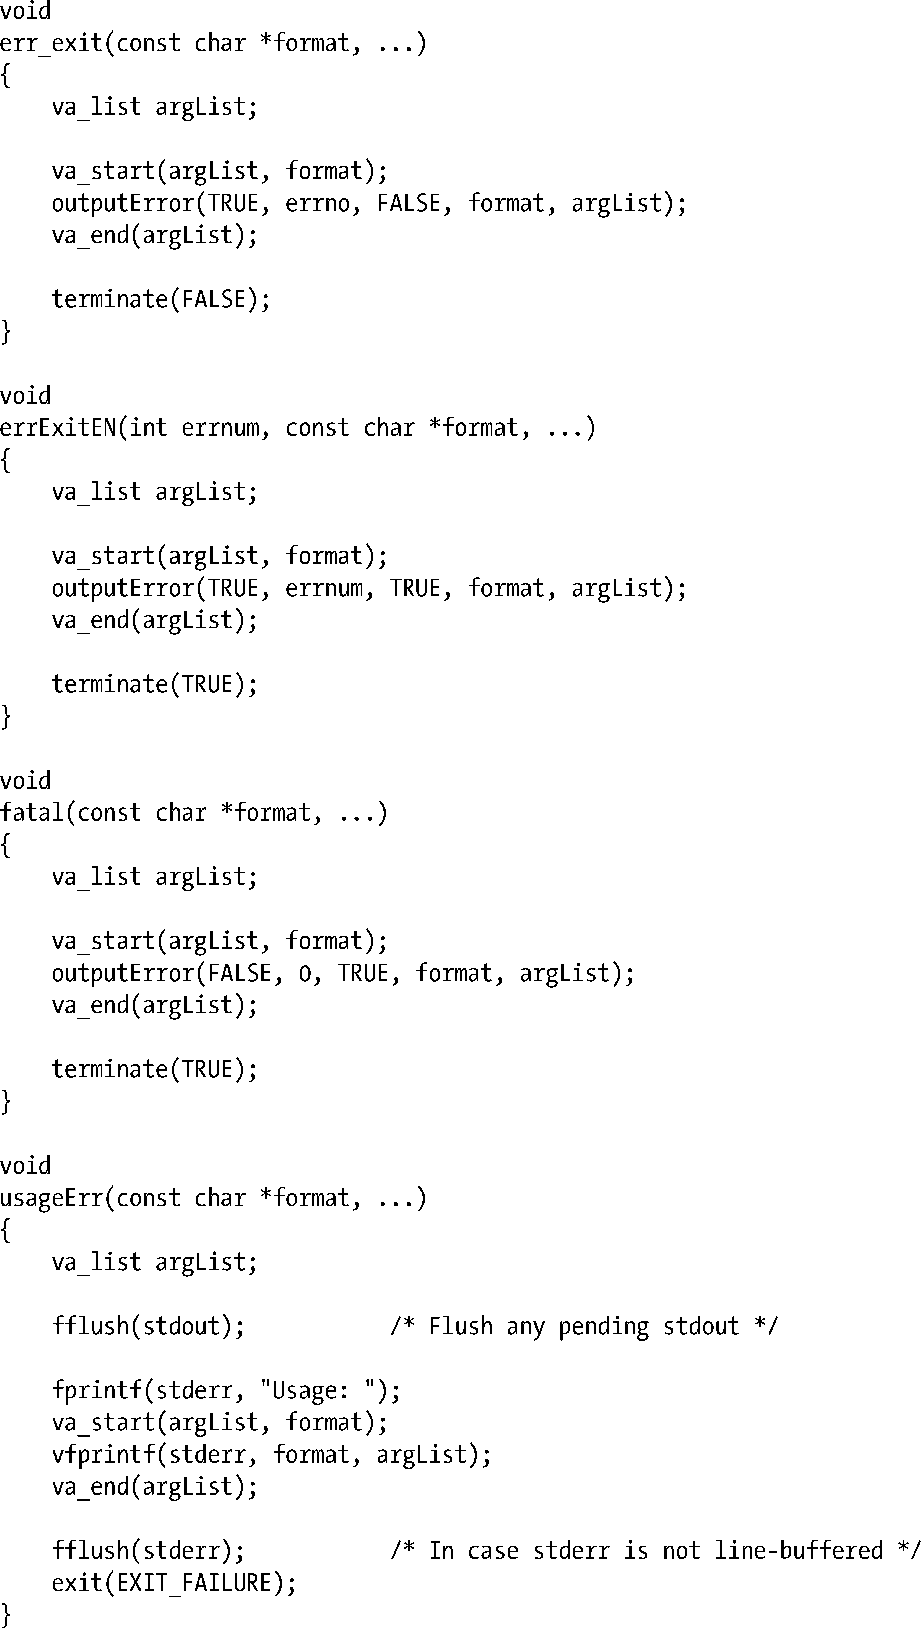 void
err_exit(const char *format, ...)
{
    va_list argList;

    va_start(argList, format);
    outputError(TRUE, errno, FALSE, format, argList);
    va_end(argList);

    terminate(FALSE);
}

void
errExitEN(int errnum, const char *format, ...)
{
    va_list argList;

    va_start(argList, format);
    outputError(TRUE, errnum, TRUE, format, argList);
    va_end(argList);

    terminate(TRUE);
}

void
fatal(const char *format, ...)
{
    va_list argList;

    va_start(argList, format);
    outputError(FALSE, 0, TRUE, format, argList);
    va_end(argList);

    terminate(TRUE);
}

void
usageErr(const char *format, ...)
{
    va_list argList;

    fflush(stdout);           /* Flush any pending stdout */

    fprintf(stderr, "Usage: ");
    va_start(argList, format);
    vfprintf(stderr, format, argList);
    va_end(argList);

    fflush(stderr);           /* In case stderr is not line-buffered */
    exit(EXIT_FAILURE);
}